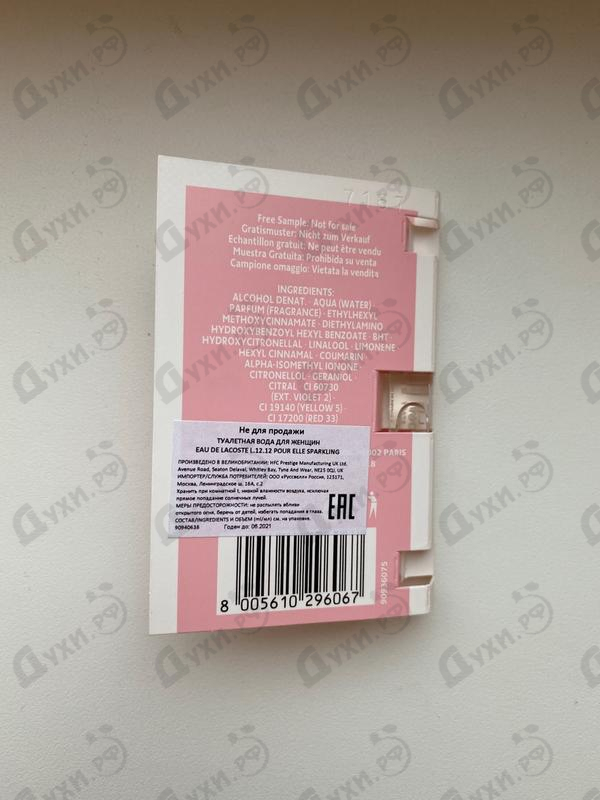 7187
Free Sample: Not for sale
Gratismuster: Nicht zum Verkauf
Echantillon gratuit: Ne peut être vendu
Muestra Gratuita: Prohibida su venta
Campione omaggio: Vietata la vendita
INGREDIENTS:
ALCOHOL DENAT. · AQUA (WATER) ·
PARFUM (FRAGRANCE) · ETHYLHEXYL
METHOXYCINNAMATE · DIETHYLAMINO
HYDROXYBENZOYL HEXYL BENZOATE · BHT ·
HYDROXYCITRONELLAL · LINALOOL · LIMONENE ·
HEXYL CINNAMAL · COUMARIN ·
ALPHA-ISOMETHYL IONONE ·
CITRONELLOL · GERANIOL ·
CITRAL · CI 60730
(EXT. VIOLET 2) ·
CI 19140 (YELLOW 5) ·
CI 17200 (RED 33)
002 PARIS
Не для продажи
ТУАЛЕТНАЯ ВОДА ДЛЯ ЖЕНЩИН
EAU DE LACOSTE L.12.12 POUR ELLE SPARKLING
ПРОИЗВЕДЕНО В ВЕЛИКОБРИТАНИИ: HFC Prestige Manufacturing UK Ltd.
Avenue Road, Seaton Delaval, Whitley Bay, Tyne And Wear, NE25 0QJ, UK
ИМПОРТЕР/СЛУЖБА ПОТРЕБИТЕЛЕЙ: ООО «Руссвелл» Россия, 125171,
Москва, Ленинградское ш, 16А, с.2
Хранить при комнатной t, низкой влажности воздуха, исключая
прямое попадание солнечных лучей.
МЕРЫ ПРЕДОСТОРОЖНОСТИ: не распылять вблизи
открытого огня, беречь от детей, избегать попадания в глаза.
СОСТАВ/INGREDIENTS И ОБЪЕМ (ml/мл) см. на упаковке.
90940638 Годен до: 06.2021
EAC
90936075
8 005610 296067
Духи.рф